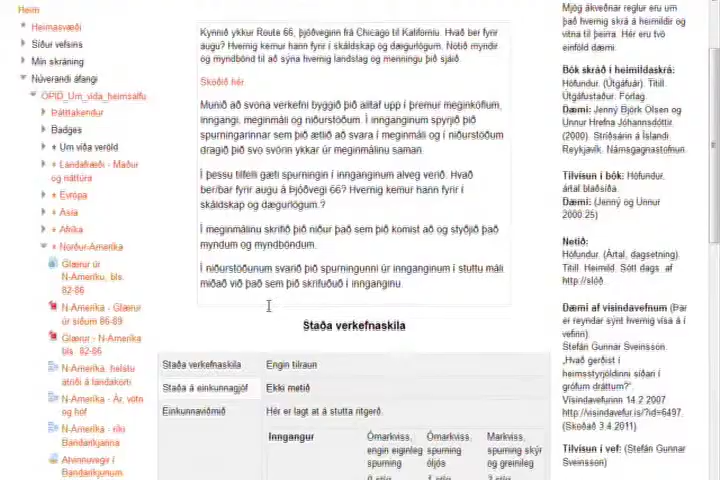 Heim
Heimasvæði
Síður vefsins
Mín skráning
Núverandi áfangi
OPID_Um_víða_heimsálfu
Þátttakendur
Badges
+ Um víða veröld
+ Landafræði - Maður
og náttúra
+ Evrópa
+ Asía
+ Afríka
+ Norður-Ameríka
Glærur úr
N-Ameríku, bls.
82-86
N-Ameríka - Glærur
úr síðum 86-89
Glærur - N-Ameríka
bls. 82-86
N-Ameríka, helstu
atriði á landakorti
N-Ameríka - Ár, vötn
og höf
N-Ameríka - ríki
Bandaríkjanna
Atvinnuvegir í
Bandaríkjunum
Kynnið ykkur Route 66, þjóðveginn frá Chicago til Kaliforníu. Hvað ber fyrir
augu? Hvernig kemur hann fyrir í skáldskap og dægurlögum. Notið myndir
og myndbönd til að sýna hvernig landslag og menningu þið sjáið.
Skoðið hér
Munið að svona verkefni byggið þið alltaf upp í þremur meginköflum,
inngangi, meginmáli og niðurstöðum. Í innganginum spyrjið þið
spurningarinnar sem þið ætlið að svara í meginmáli og í niðurstöðum
dragið þið svo svörin ykkar úr meginmálinu saman.
Í þessu tilfelli gæti spurningin í innganginum alveg verið. Hvað
ber/bar fyrir augu á Þjóðvegi 66? Hvernig kemur hann fyrir í
skáldskap og dægurlögum.?
Í meginmálinu skrifið þið niður það sem þið komist að og styðjið það
myndum og myndböndum.
Í niðurstöðunum svarið þið spurningunni úr innganginum í stuttu máli
miðað við það sem þið skrifuðuð í innganginu.
Staða verkefnaskila
Staða verkefnaskila Engin tilraun
Staða á einkunnagjöf Ekki metið
Einkunnaviðmið Hér er lagt at á stutta ritgerð.
Inngangur
Ómarkviss,
engin eiginleg
spurning
0 stig
Ómarkviss,
spurning
óljós
1 stig
Markviss,
spurning skýr
og greinileg
2 stig
Mjög ákveðnar reglur eru um
það hvernig skrá á heimildir og
vitna til þeirra. Hér eru tvö
einföld dæmi.
Bók skráð í heimildaskrá:
Höfundur. (Útgáfuár). Titill.
Útgáfustaður: Forlag.
Dæmi: Jenný Björk Olsen og
Unnur Hrefna Jóhannsdóttir.
(2000). Stríðsárin á Íslandi.
Reykjavík: Námsgagnastofnun.
Tilvísun í bók: Höfundur,
ártal blaðsíða.
Dæmi: (Jenný og Unnur
2000:25)
Netið:
Höfundur. (Ártal, dagsetning).
Titill. Heimild. Sótt dags. af
http://slóð.
Dæmi af vísindavefnum (Þar
er reyndar sýnt hvernig vísa á í
vefinn).
Stefán Gunnar Sveinsson.
„Hvað gerðist í
heimsstyrjöldinni síðari í
grófum dráttum?".
Vísindavefurinn 14.2.2007.
http://visindavefur.is/?id=6497.
(Skoðað 3.4.2011).
Tilvísun í vef: (Stefán Gunnar
Sveinsson)